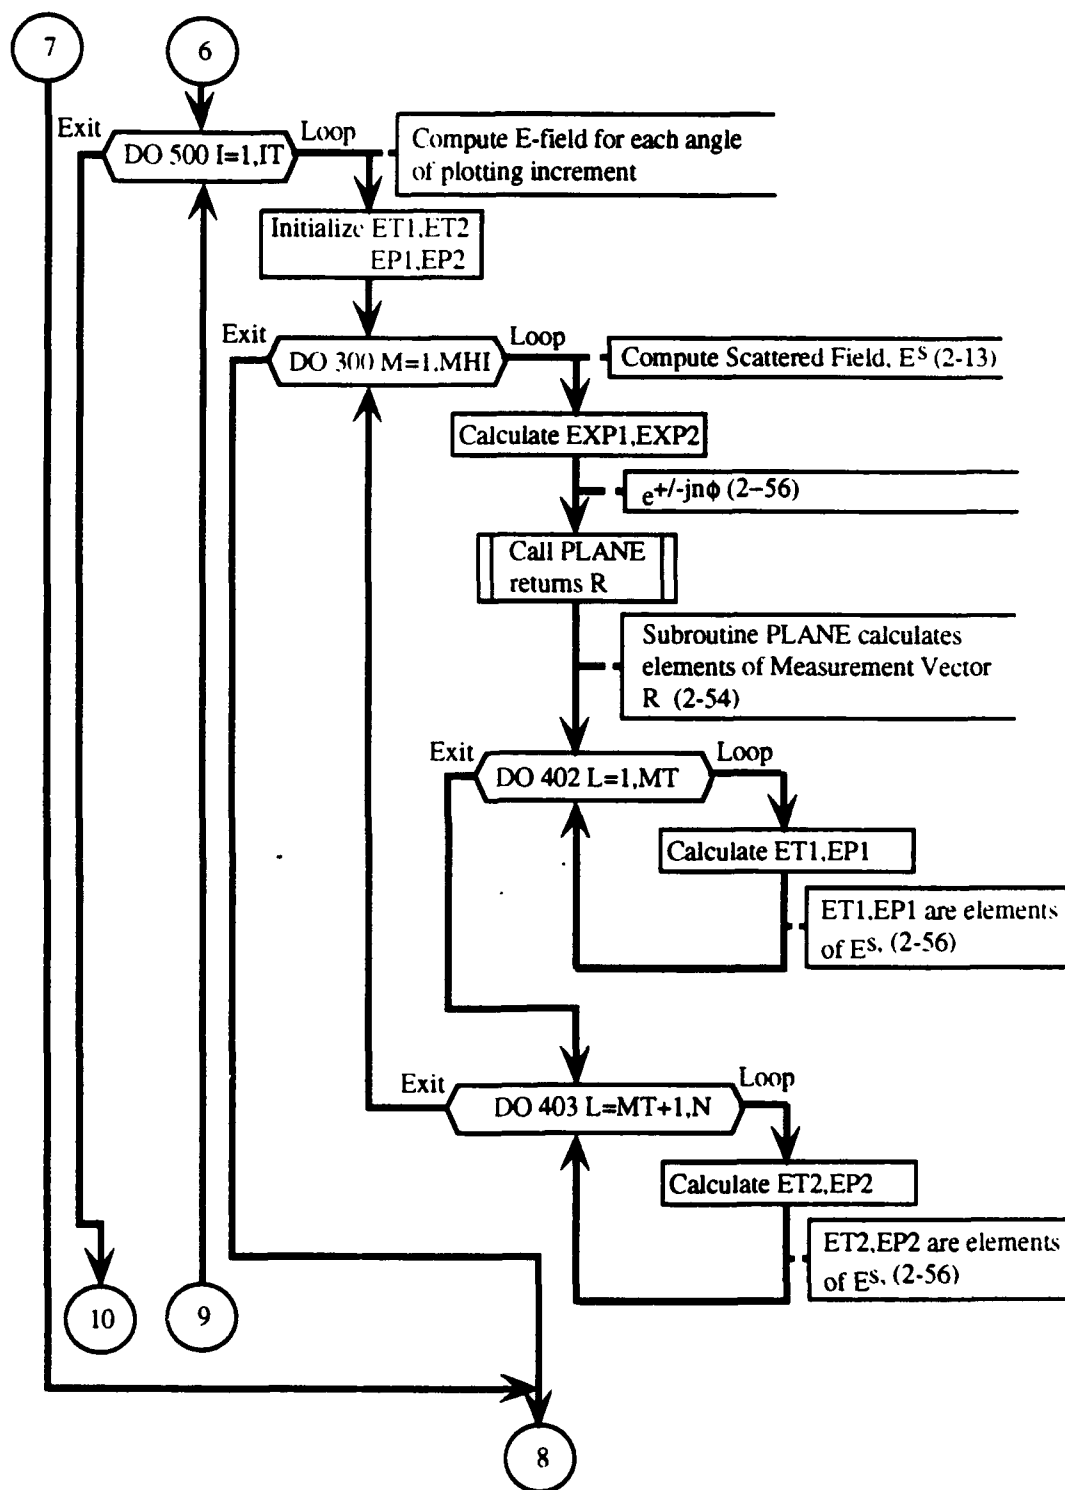 7
6
Exit
Loop
DO 500 I=1,IT
Compute E-field for each angle
of plotting increment
Initialize ET1,ET2
EP1,EP2
Exit
Loop
DO 300 M=1,MHI
Compute Scattered Field, E^s (2-13)
Calculate EXP1,EXP2
e^+/-jnϕ (2-56)
Call PLANE
returns R
Subroutine PLANE calculates
elements of Measurement Vector
R (2-54)
Exit
Loop
DO 402 L=1,MT
Calculate ET1,EP1
ET1,EP1 are elements
of E^s, (2-56)
Exit
Loop
DO 403 L=MT+1,N
Calculate ET2,EP2
ET2,EP2 are elements
of E^s, (2-56)
10
9
8